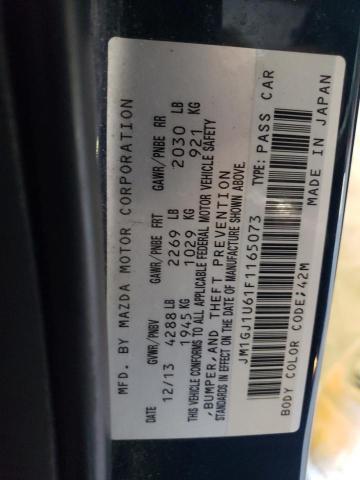 MFD. BY MAZDA MOTOR CORPORATION
DATE GVWR/PNBV GAWR/PNBE FRT GAWR/PNBE RR
12/13 4288 LB 2269 LB 2030 LB
1945 KG 1029 KG 921 KG
THIS VEHICLE CONFORMS TO ALL APPLICABLE FEDERAL MOTOR VEHICLE SAFETY
,BUMPER,AND THEFT PREVENTION
STANDARDS IN EFFECT ON THE DATE OF MANUFACTURE SHOWN ABOVE.
JM1GJ1U61F1165073 TYPE: PASS CAR
BODY COLOR CODE;42M MADE IN JAPAN